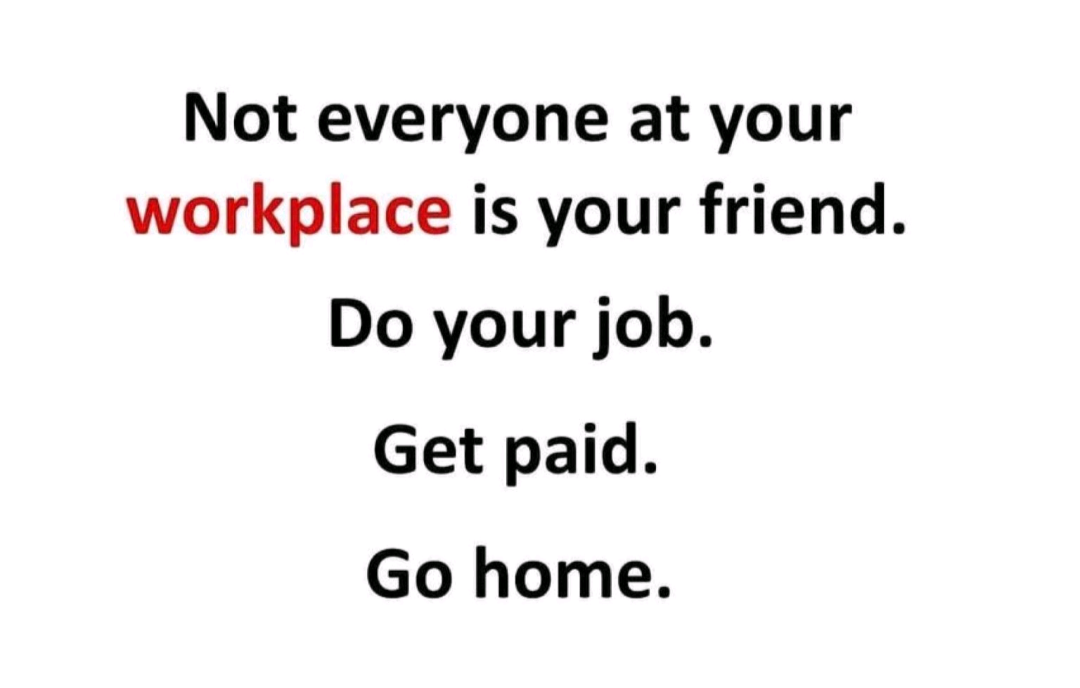 Not everyone at your
workplace is your friend.
Do your job.
Get paid.
Go home.